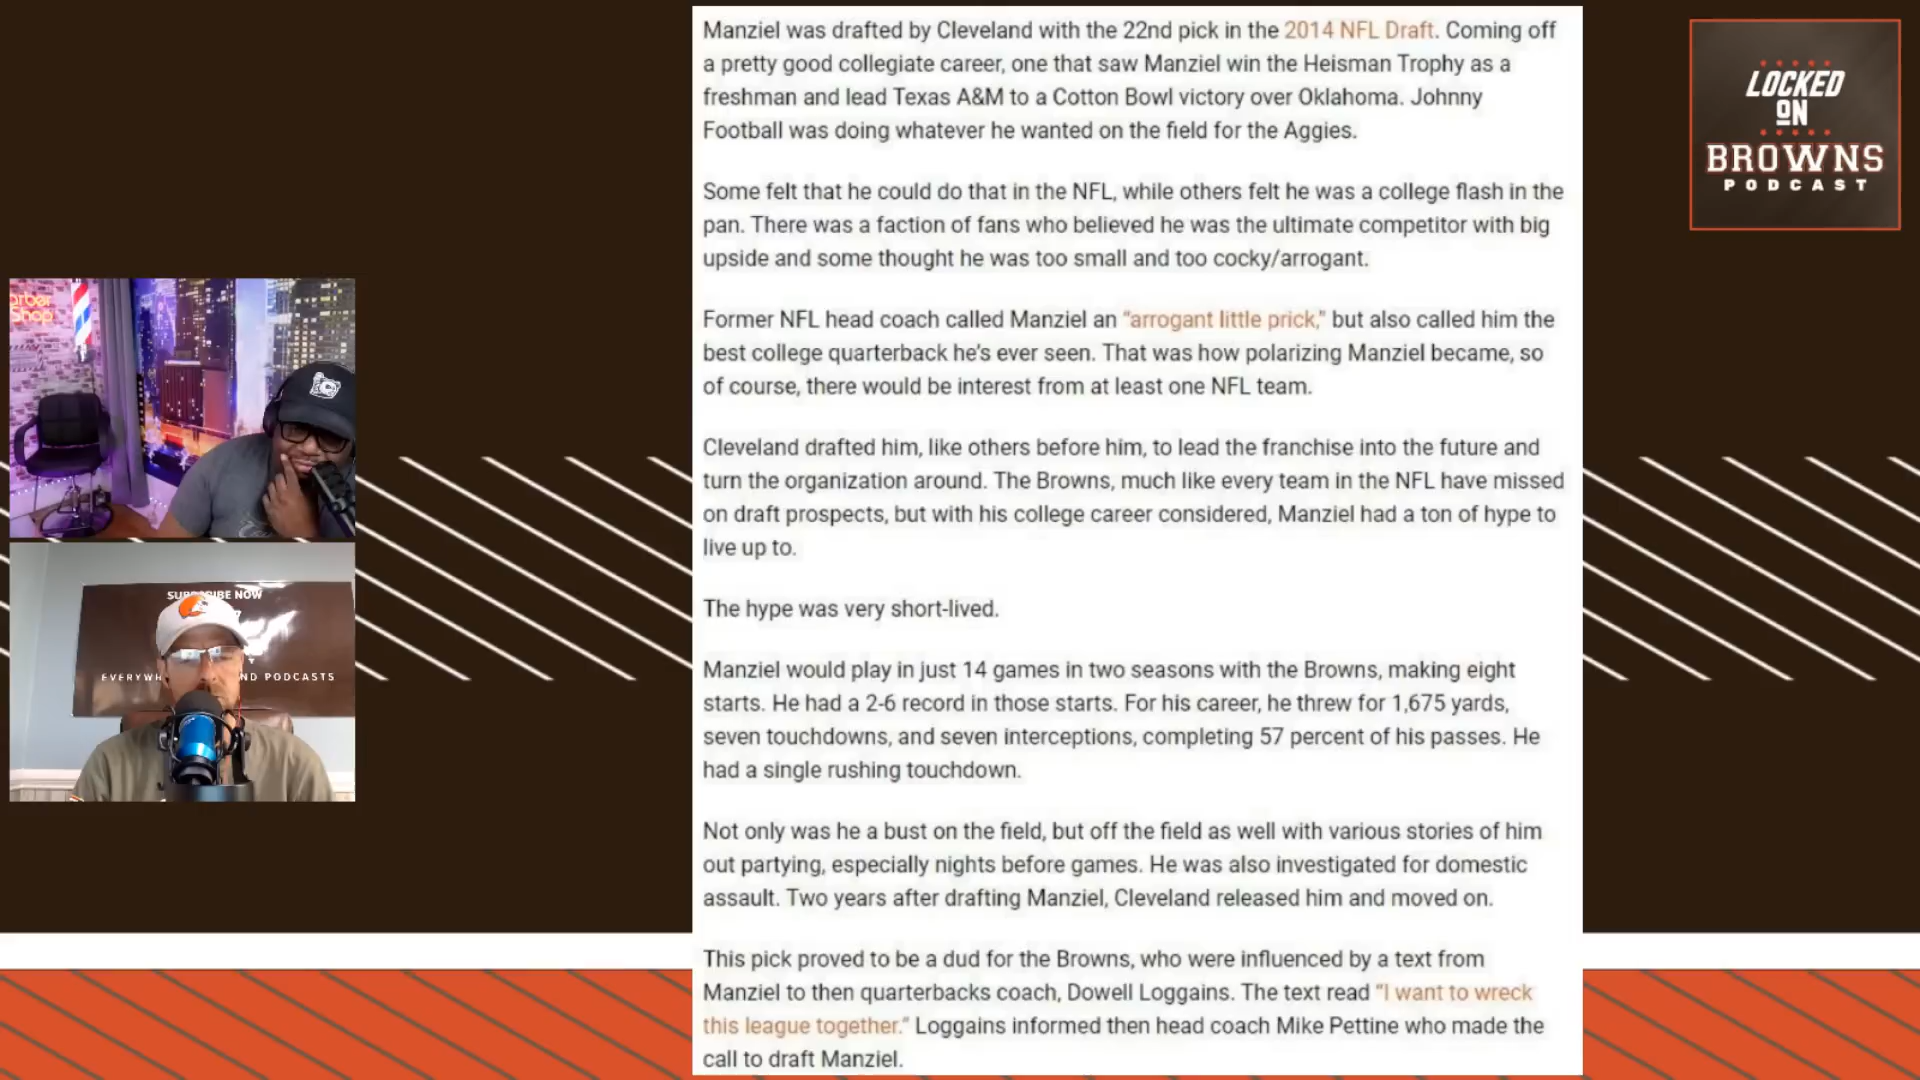 Manziel was drafted by Cleveland with the 22nd pick in the 2014 NFL Draft. Coming off
a pretty good collegiate career, one that saw Manziel win the Heisman Trophy as a
freshman and lead Texas A&M to a Cotton Bowl victory over Oklahoma. Johnny
Football was doing whatever he wanted on the field for the Aggies.
Some felt that he could do that in the NFL, while others felt he was a college flash in the
pan. There was a faction of fans who believed he was the ultimate competitor with big
upside and some thought he was too small and too cocky/arrogant.
Former NFL head coach called Manziel an “arrogant little prick,” but also called him the
best college quarterback he’s ever seen. That was how polarizing Manziel became, so
of course, there would be interest from at least one NFL team.
Cleveland drafted him, like others before him, to lead the franchise into the future and
turn the organization around. The Browns, much like every team in the NFL have missed
on draft prospects, but with his college career considered, Manziel had a ton of hype to
live up to.
The hype was very short-lived.
Manziel would play in just 14 games in two seasons with the Browns, making eight
starts. He had a 2-6 record in those starts. For his career, he threw for 1,675 yards,
seven touchdowns, and seven interceptions, completing 57 percent of his passes. He
had a single rushing touchdown.
Not only was he a bust on the field, but off the field as well with various stories of him
out partying, especially nights before games. He was also investigated for domestic
assault. Two years after drafting Manziel, Cleveland released him and moved on.
This pick proved to be a dud for the Browns, who were influenced by a text from
Manziel to then quarterbacks coach, Dowell Loggains. The text read “I want to wreck
this league together.” Loggains informed then head coach Mike Pettine who made the
call to draft Manziel.
LOCKED
ON
BROWNS
PODCAST
Shop
NOW
PODCASTS